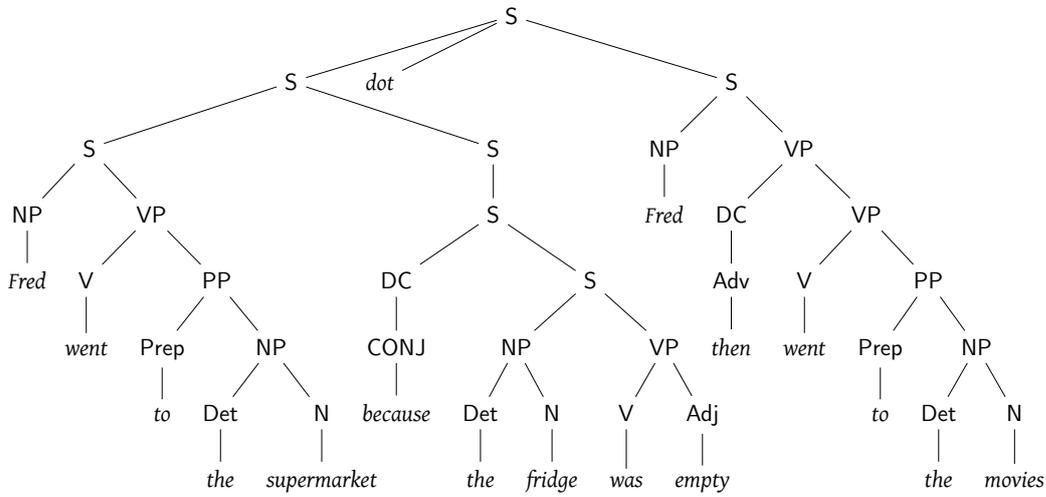 S
S dot S
S S NP VP
NP VP S Fred DC VP
Fred V PP DC S Adv V PP
went Prep NP CONJ NP VP then went Prep NP
to Det N because Det N V Adj to Det N
the supermarket the fridge was empty the movies